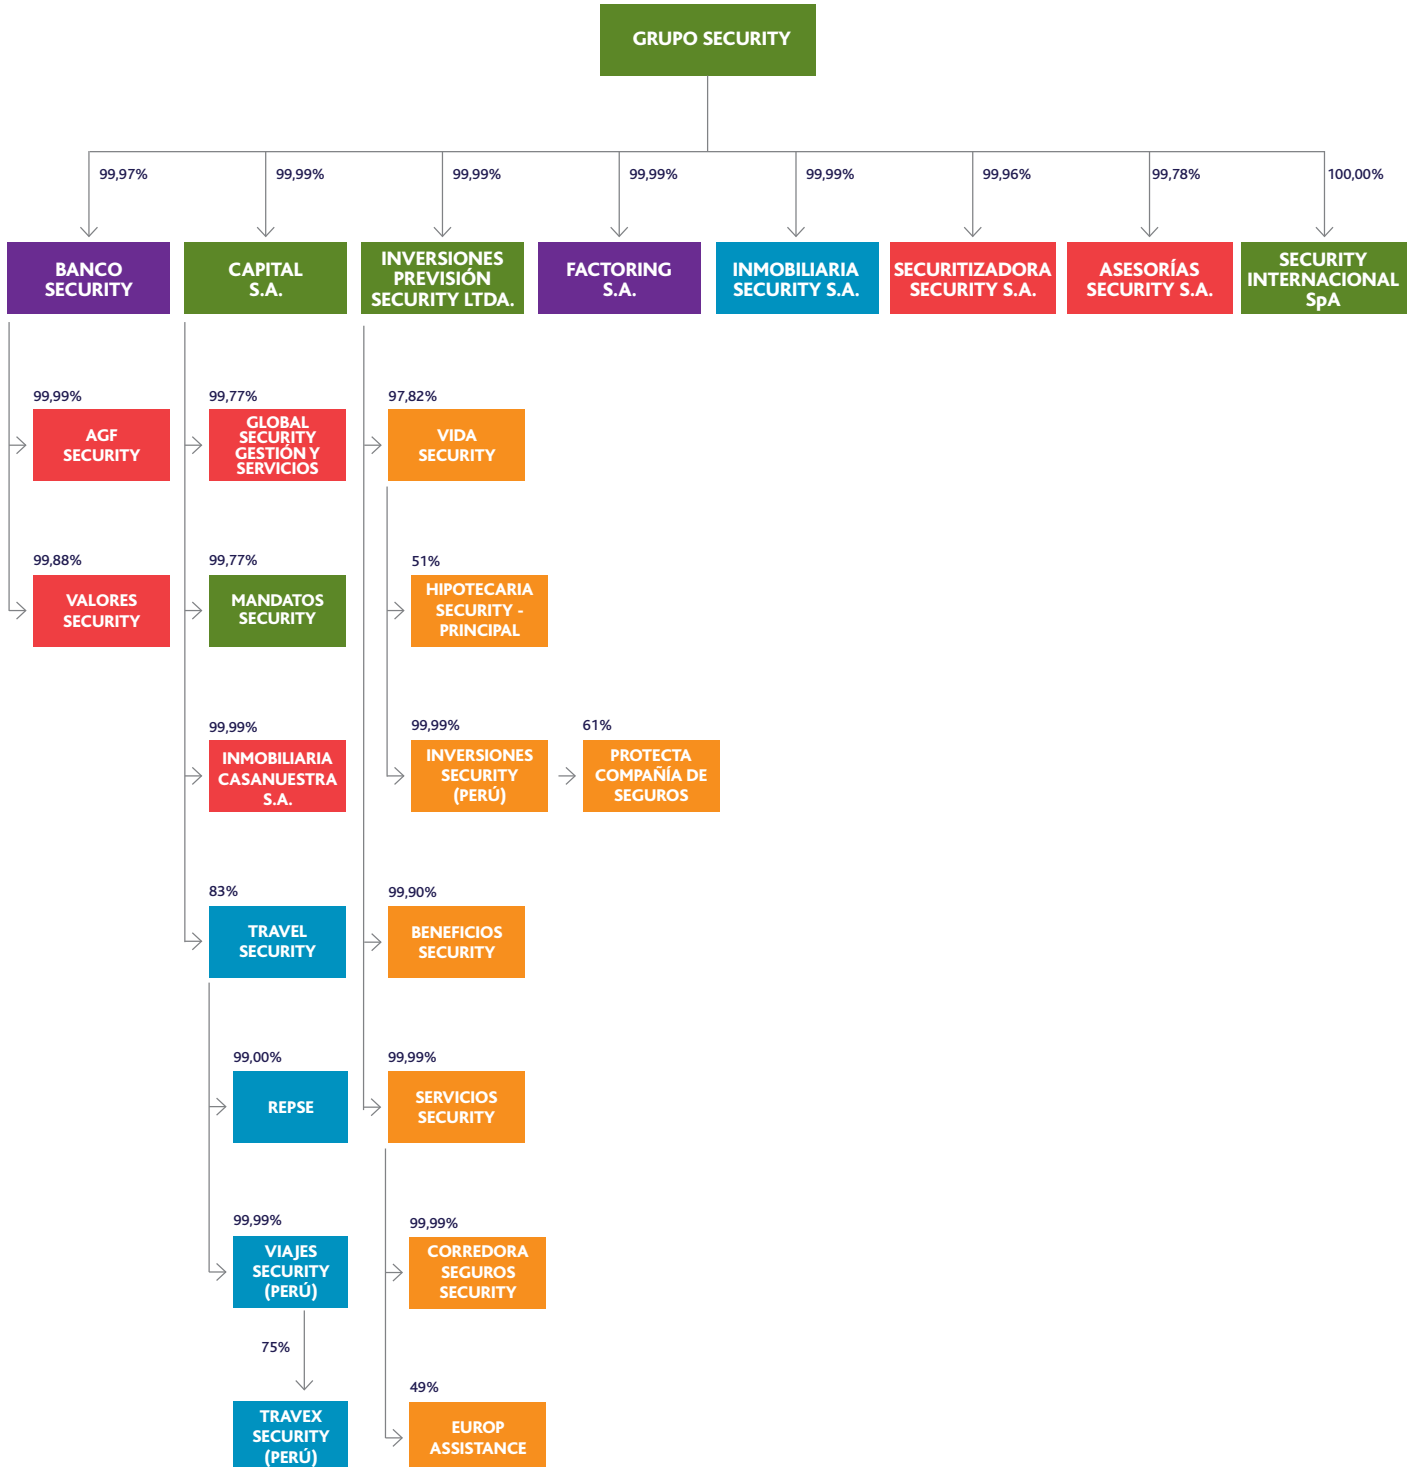 GRUPO SECURITY
99,97%
99,99%
99,99%
99,99%
99,99%
99,96%
99,78%
100,00%
BANCO
SECURITY
CAPITAL
S.A.
INVERSIONES
PREVISIÓN
SECURITY LTDA.
FACTORING
S.A.
INMOBILIARIA
SECURITY S.A.
SECURITIZADORA
SECURITY S.A.
ASESORÍAS
SECURITY S.A.
SECURITY
INTERNACIONAL
SpA
99,99%
AGF
SECURITY
99,88%
VALORES
SECURITY
99,77%
GLOBAL
SECURITY
GESTIÓN Y
SERVICIOS
99,77%
MANDATOS
SECURITY
99,99%
INMOBILIARIA
CASANUESTRA
S.A.
83%
TRAVEL
SECURITY
99,00%
REPSE
99,99%
VIAJES
SECURITY
(PERÚ)
75%
TRAVEX
SECURITY
(PERÚ)
97,82%
VIDA
SECURITY
51%
HIPOTECARIA
SECURITY -
PRINCIPAL
99,99%
INVERSIONES
SECURITY
(PERÚ)
61%
PROTECTA
COMPAÑÍA DE
SEGUROS
99,90%
BENEFICIOS
SECURITY
99,99%
SERVICIOS
SECURITY
99,99%
CORREDORA
SEGUROS
SECURITY
49%
EUROP
ASSISTANCE